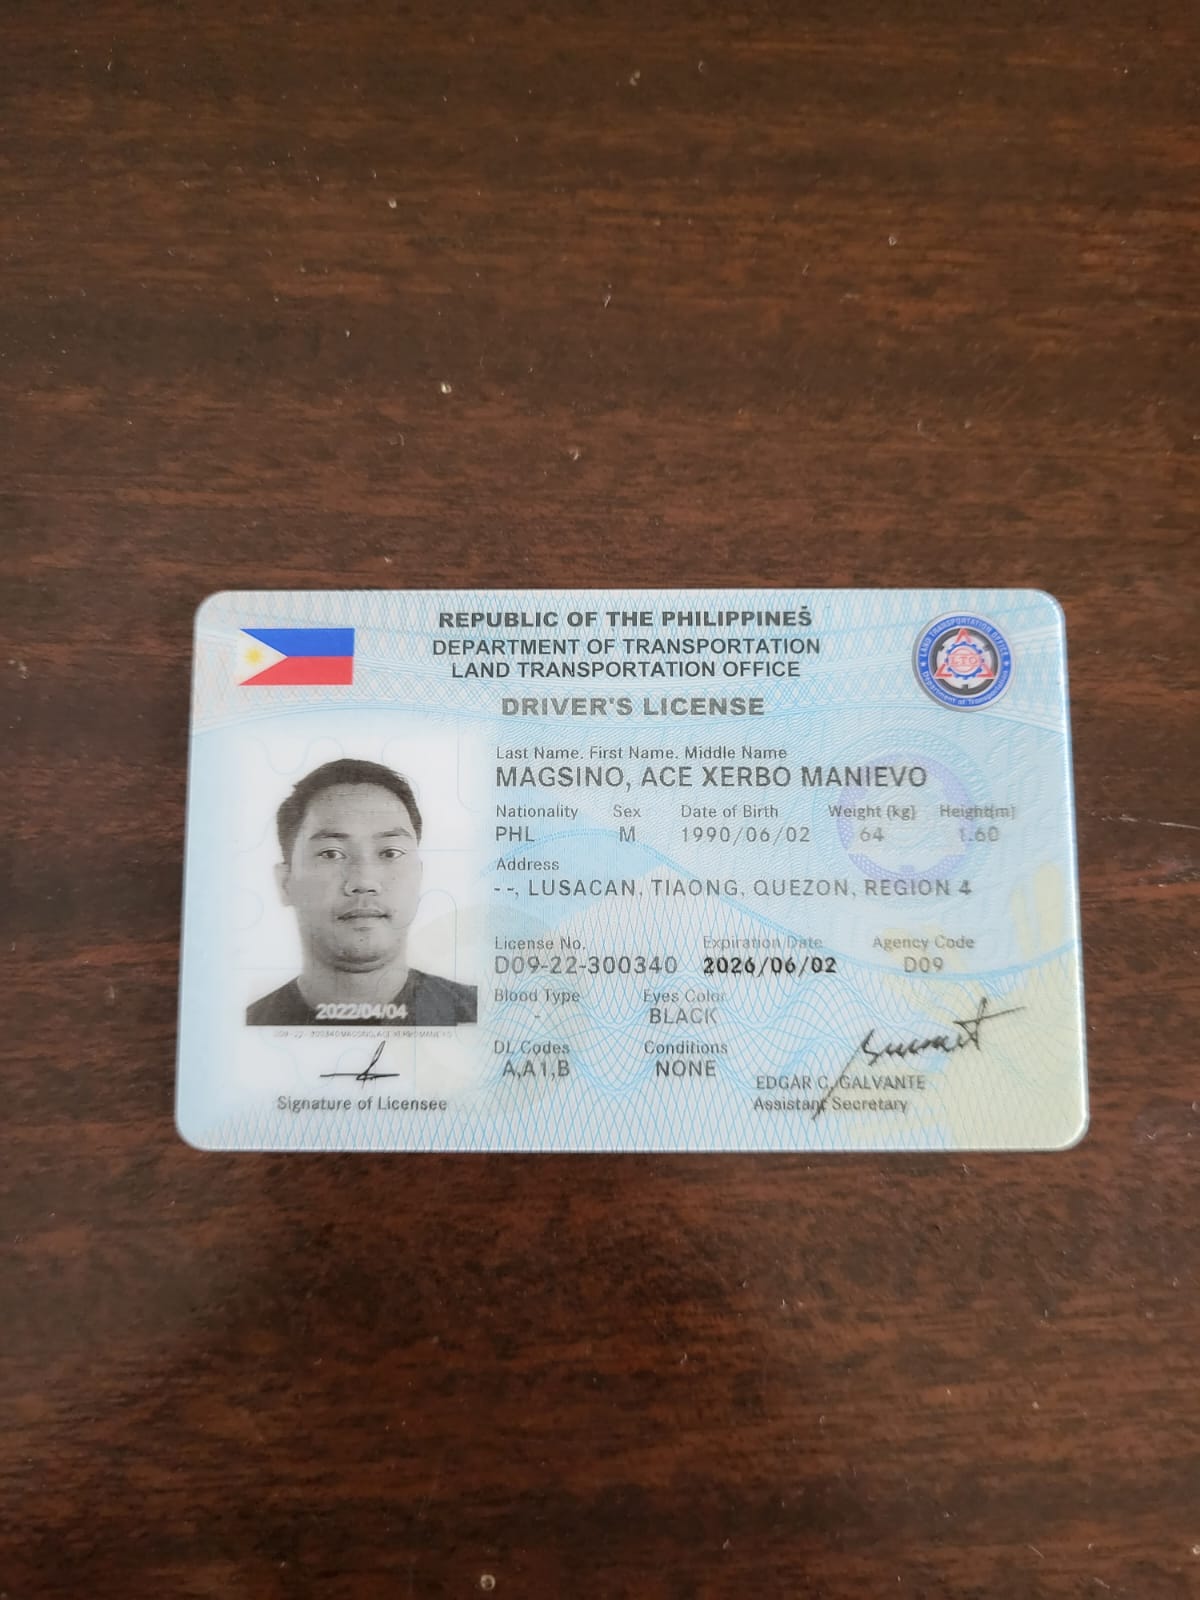 REPUBLIC OF THE PHILIPPINES
DEPARTMENT OF TRANSPORTATION
LAND TRANSPORTATION OFFICE
LAND TRANSPORTATION OFFICE
LTO
Department of Transportation
DRIVER'S LICENSE
Last Name. First Name. Middle Name
MAGSINO, ACE XERBO MANIEVO
Nationality Sex Date of Birth Weight (kg) Height(m)
PHL M 1990/06/02 64 1.60
Address
--, LUSACAN, TIAONG, QUEZON, REGION 4
License No. Expiration Date Agency Code
D09-22-300340 2026/06/02 D09
Blood Type Eyes Color
- BLACK
DL Codes Conditions
A,A1,B NONE
2022/04/04
Signature of Licensee
EDGAR C. GALVANTE
Assistant Secretary